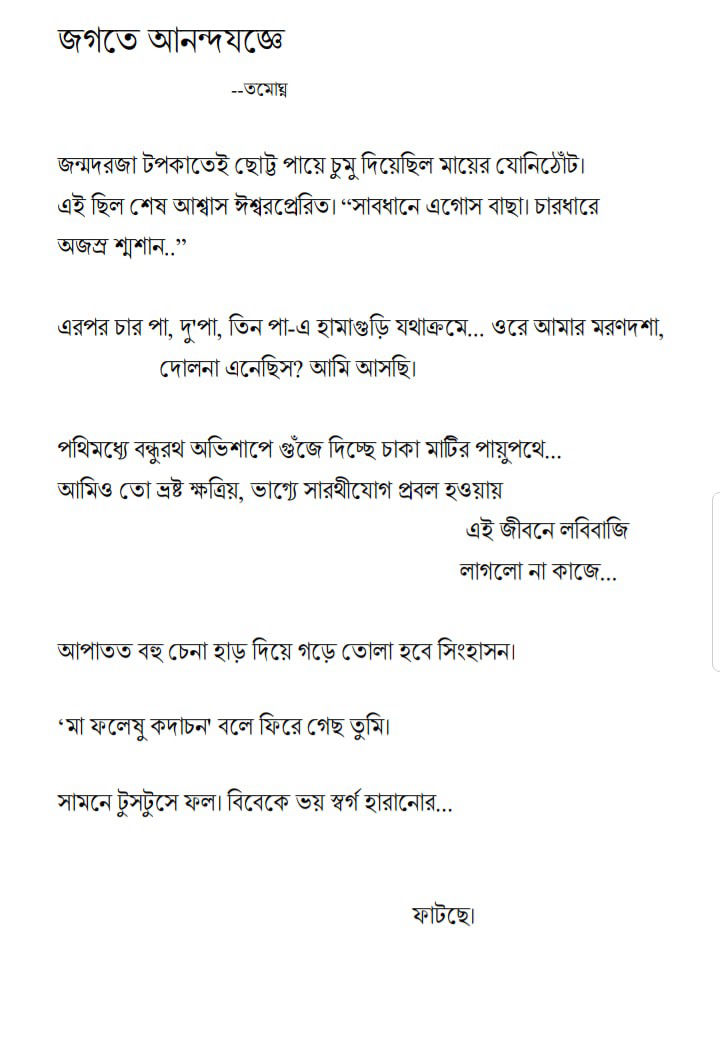 জগতে আনন্দযজ্ঞে
--তমোঘ্ন
জন্মদরজা টপকাতেই ছোট্ট পায়ে চুমু দিয়েছিল মায়ের যোনিঠোঁট।
এই ছিল শেষ আশ্বাস ঈশ্বরপ্রেরিত। “সাবধানে এগোস বাছা। চারধারে
অজস্র শ্মশান..”
এরপর চার পা, দু'পা, তিন পা-এ হামাগুড়ি যথাক্রমে... ওরে আমার মরণদশা,
দোলনা এনেছিস? আমি আসছি।
পথিমধ্যে বন্ধুরথ অভিশাপে গুঁজে দিচ্ছে চাকা মাটির পায়ুপথে...
আমিও তো ভ্রষ্ট ক্ষত্রিয়, ভাগ্যে সারথীযোগ প্রবল হওয়ায়
এই জীবনে লবিবাজি
লাগলো না কাজে...
আপাতত বহু চেনা হাড় দিয়ে গড়ে তোলা হবে সিংহাসন।
‘মা ফলেষু কদাচন' বলে ফিরে গেছ তুমি।
সামনে টুসটুসে ফল। বিবেকে ভয় স্বর্গ হারানোর...
ফাটছে।